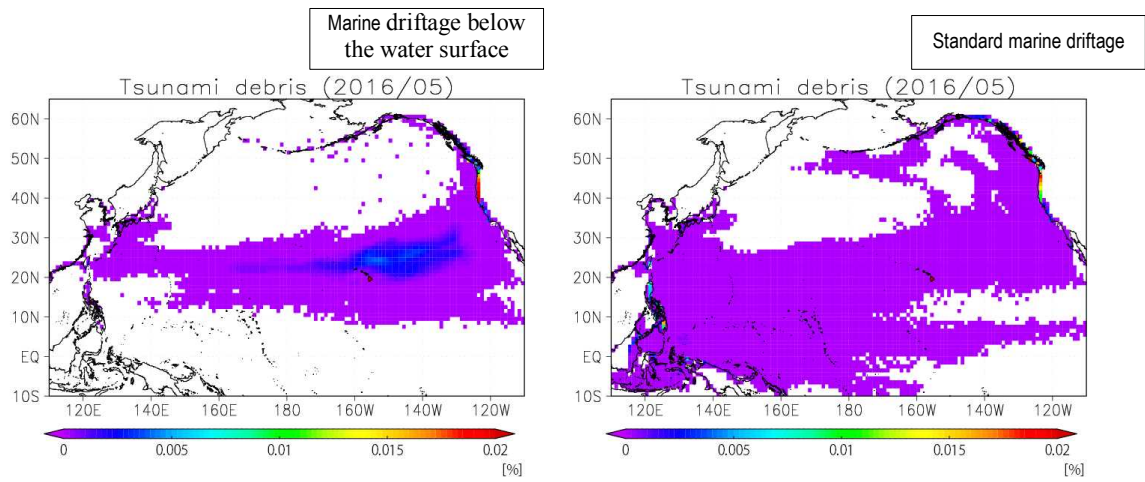 Marine driftage below
the water surface
Standard marine driftage
Tsunami debris (2016/05)
60N
50N
40N
30N
20N
10N
EQ
10S
120E 140E 160E 180 160W 140W 120W
0 0.005 0.01 0.015 0.02
[%]
Tsunami debris (2016/05)
60N
50N
40N
30N
20N
10N
EQ
10S
120E 140E 160E 180 160W 140W 120W
0 0.005 0.01 0.015 0.02
[%]